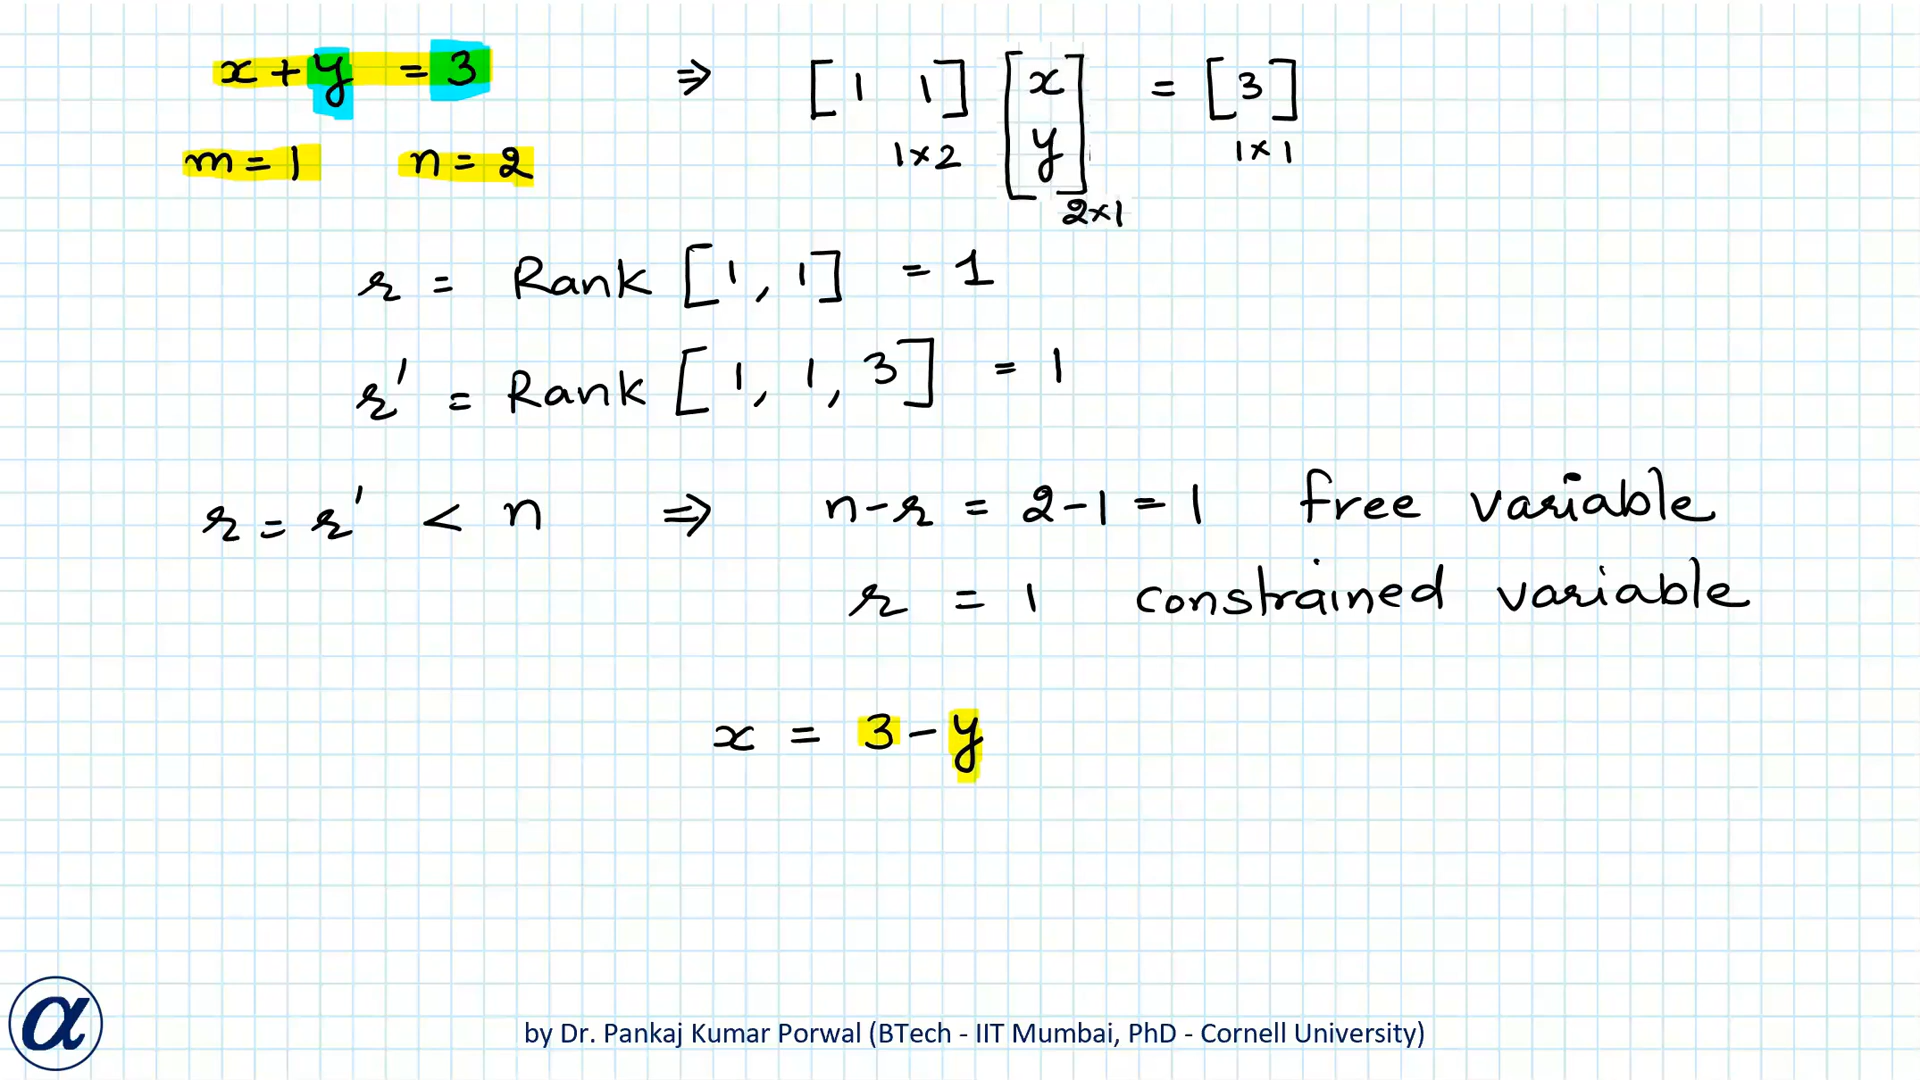 x + y = 3 ⇒ [ 1 1 ] [ x y ] = [ 3 ]
1×2 2×1 1×1
m = 1 n = 2
r = Rank [ 1 , 1 ] = 1
r' = Rank [ 1 , 1 , 3 ] = 1
r = r' < n ⇒ n - r = 2 - 1 = 1 free variable
r = 1 constrained variable
x = 3 - y
α
by Dr. Pankaj Kumar Porwal (BTech - IIT Mumbai, PhD - Cornell University)